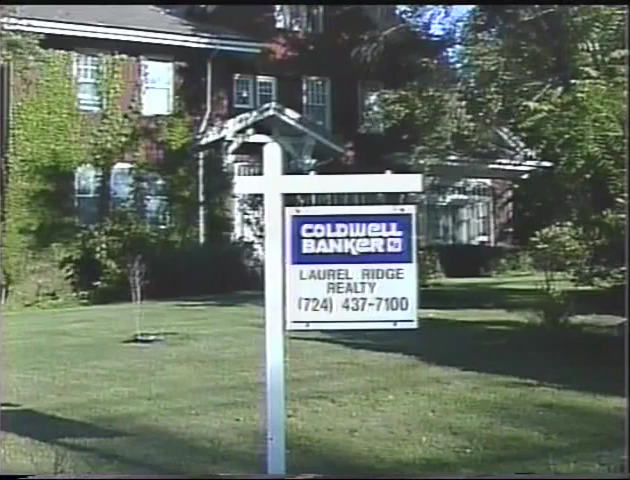 COLDWELL
BANKER
LAUREL RIDGE
REALTY
(724) 437-7100